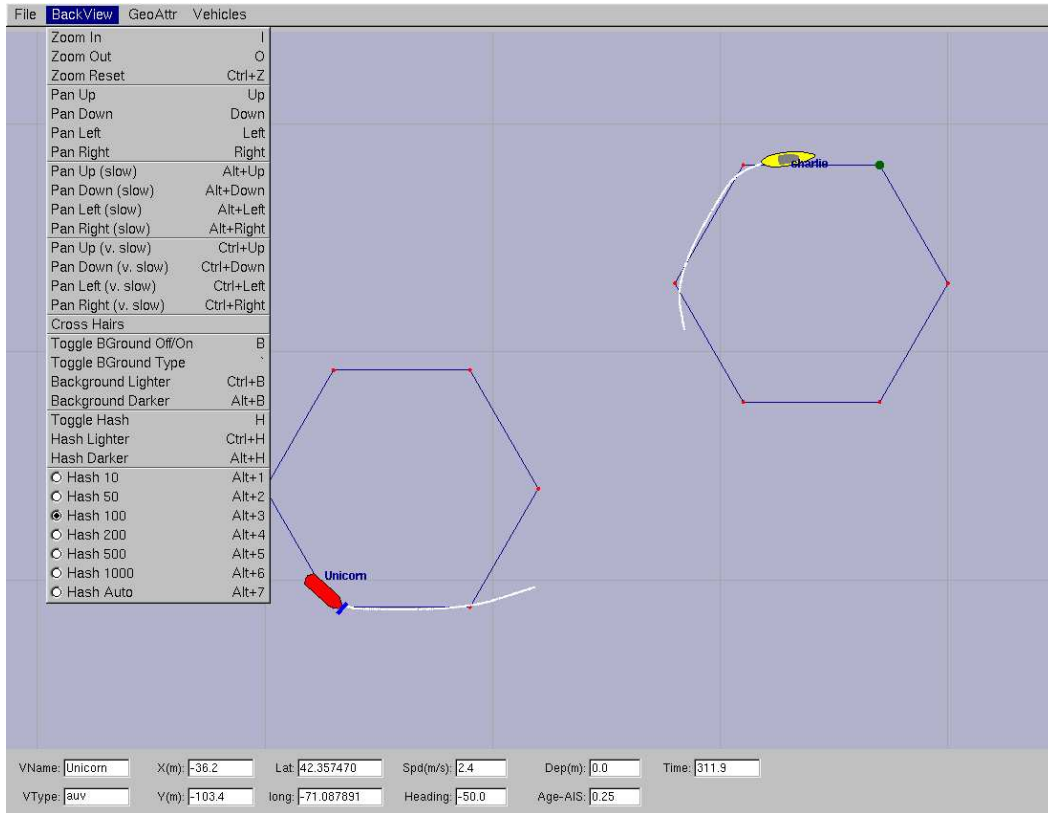 File BackView GeoAttr Vehicles
Zoom In I
Zoom Out O
Zoom Reset Ctrl+Z
Pan Up Up
Pan Down Down
Pan Left Left
Pan Right Right
Pan Up (slow) Alt+Up
Pan Down (slow) Alt+Down
Pan Left (slow) Alt+Left
Pan Right (slow) Alt+Right
Pan Up (v. slow) Ctrl+Up
Pan Down (v. slow) Ctrl+Down
Pan Left (v. slow) Ctrl+Left
Pan Right (v. slow) Ctrl+Right
Cross Hairs
Toggle BGround Off/On B
Toggle BGround Type `
Background Lighter Ctrl+B
Background Darker Alt+B
Toggle Hash H
Hash Lighter Ctrl+H
Hash Darker Alt+H
Hash 10 Alt+1
Hash 50 Alt+2
Hash 100 Alt+3
Hash 200 Alt+4
Hash 500 Alt+5
Hash 1000 Alt+6
Hash Auto Alt+7
charlie
Unicorn
VName: Unicorn X(m): -36.2 Lat: 42.357470 Spd(m/s): 2.4 Dep(m): 0.0 Time: 311.9
VType: auv Y(m): -103.4 long: -71.087891 Heading: -50.0 Age-AIS: 0.25